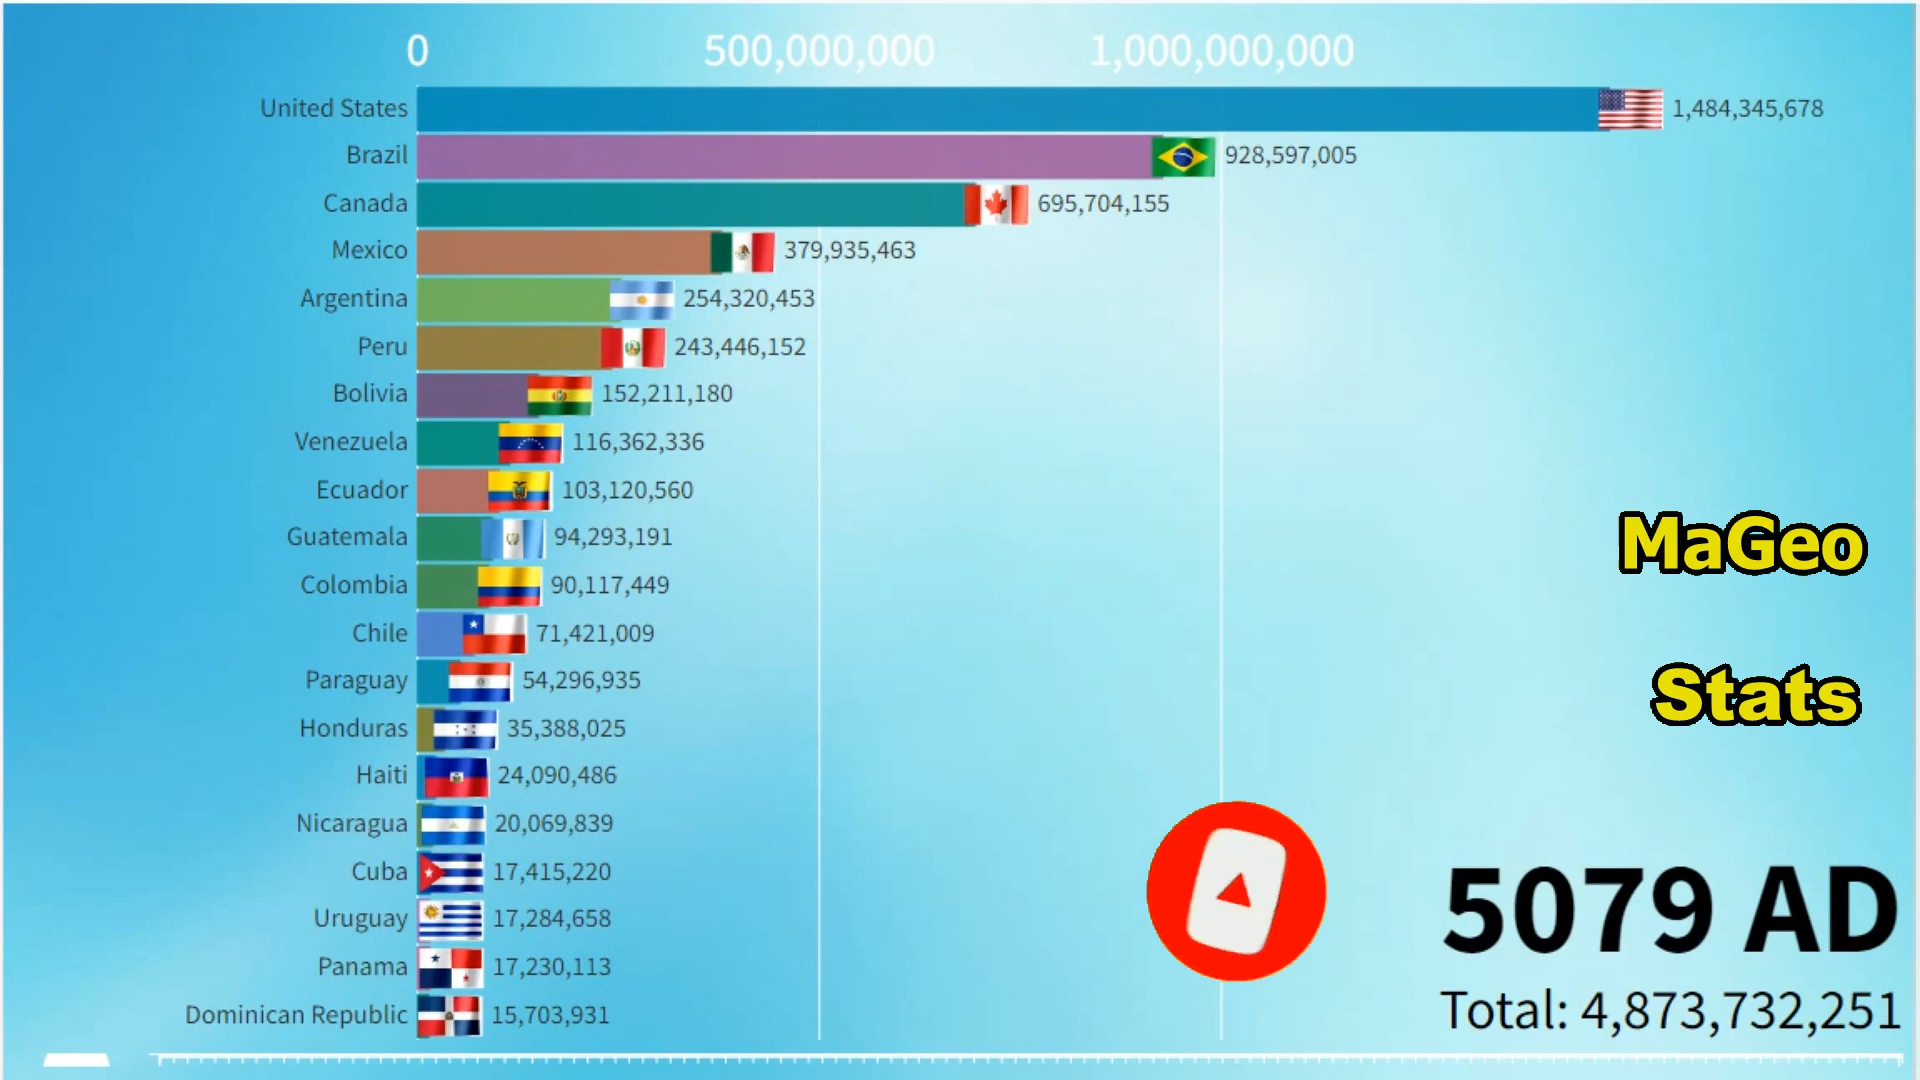 0 500,000,000 1,000,000,000
United States 1,484,345,678
Brazil 928,597,005
Canada 695,704,155
Mexico 379,935,463
Argentina 254,320,453
Peru 243,446,152
Bolivia 152,211,180
Venezuela 116,362,336
Ecuador 103,120,560
Guatemala 94,293,191
Colombia 90,117,449
Chile 71,421,009
Paraguay 54,296,935
Honduras 35,388,025
Haiti 24,090,486
Nicaragua 20,069,839
Cuba 17,415,220
Uruguay 17,284,658
Panama 17,230,113
Dominican Republic 15,703,931
MaGeo
Stats
5079 AD
Total: 4,873,732,251